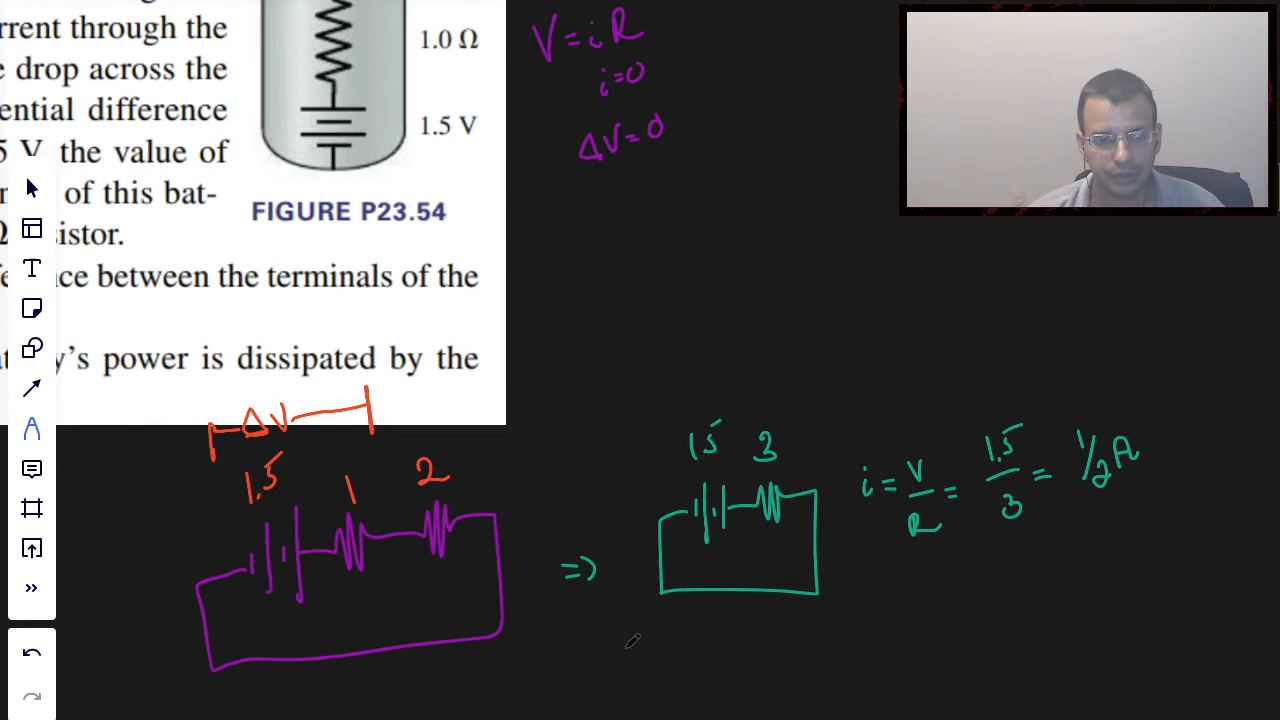 rrent through the
e drop across the
ential difference
5 V, the value of
of this bat-
istor.
ce between the terminals of the
y's power is dissipated by the
1.0 Ω
1.5 V
FIGURE P23.54
V = iR
i=0
ΔV=0
ΔV
1.5 1 2
=>
1.5 3
i = V/R = 1.5/3 = 1/2 A
T
A
»